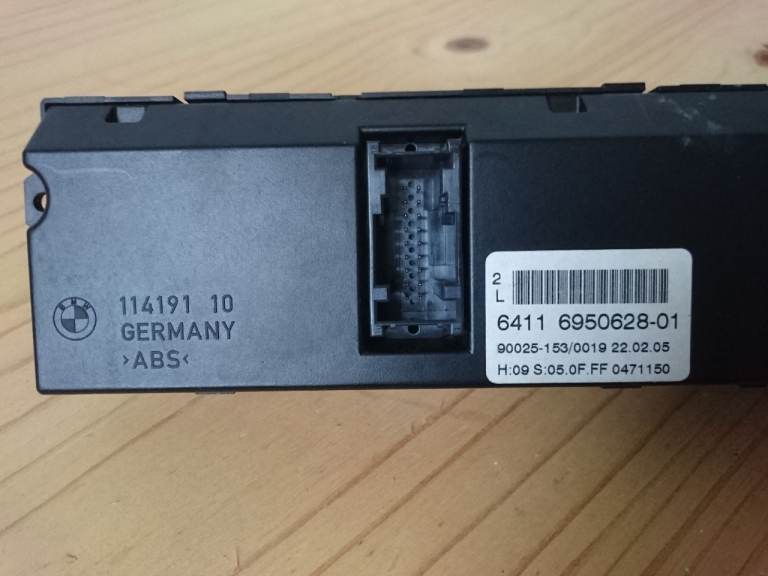 BMW
114191 10
GERMANY
>ABS<
2
L
6411 6950628-01
90025-153/0019 22.02.05
H:09 S:05.0F.FF 0471150